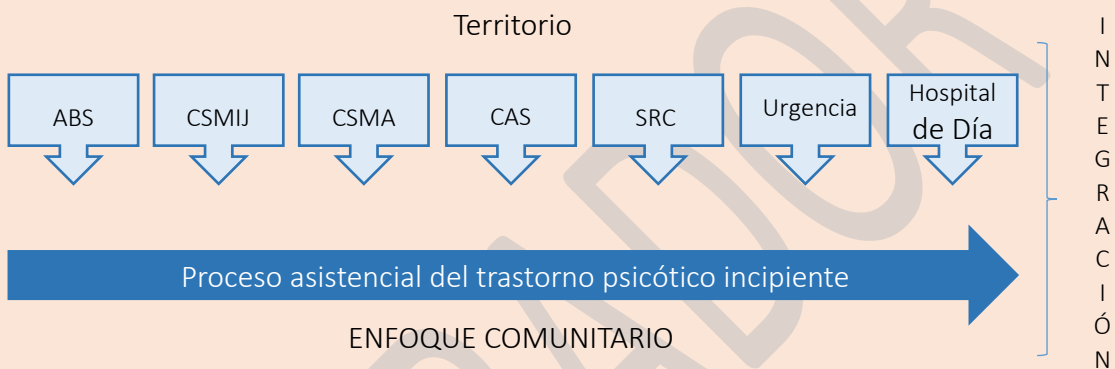 Territorio
ABS
CSMIJ
CSMA
CAS
SRC
Urgencia
Hospital
de Día
Proceso asistencial del trastorno psicótico incipiente
ENFOQUE COMUNITARIO
I
N
T
E
G
R
A
C
I
Ó
N